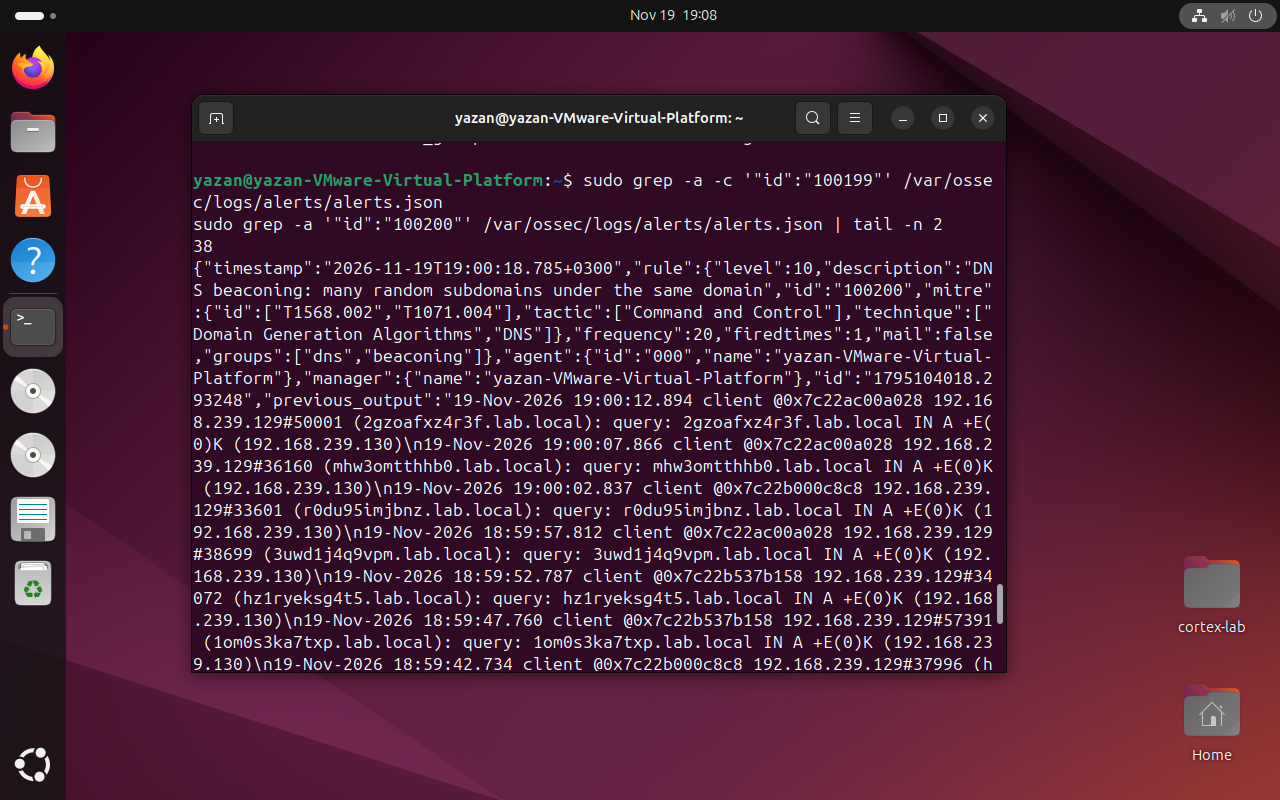 Nov 19 19:08
yazan@yazan-VMware-Virtual-Platform: ~
yazan@yazan-VMware-Virtual-Platform:~$ sudo grep -a -c '"id":"100199"' /var/osse
c/logs/alerts/alerts.json
sudo grep -a '"id":"100200"' /var/ossec/logs/alerts/alerts.json | tail -n 2
38
{"timestamp":"2026-11-19T19:00:18.785+0300","rule":{"level":10,"description":"DN
S beaconing: many random subdomains under the same domain","id":"100200","mitre"
:{"id":["T1568.002","T1071.004"],"tactic":["Command and Control"],"technique":["
Domain Generation Algorithms","DNS"]},"frequency":20,"firedtimes":1,"mail":false
,"groups":["dns","beaconing"]},"agent":{"id":"000","name":"yazan-VMware-Virtual-
Platform"},"manager":{"name":"yazan-VMware-Virtual-Platform"},"id":"1795104018.2
93248","previous_output":"19-Nov-2026 19:00:12.894 client @0x7c22ac00a028 192.16
8.239.129#50001 (2gzoafxz4r3f.lab.local): query: 2gzoafxz4r3f.lab.local IN A +E(
0)K (192.168.239.130)\n19-Nov-2026 19:00:07.866 client @0x7c22ac00a028 192.168.2
39.129#36160 (mhw3omtthhb0.lab.local): query: mhw3omtthhb0.lab.local IN A +E(0)K
 (192.168.239.130)\n19-Nov-2026 19:00:02.837 client @0x7c22b000c8c8 192.168.239.
129#33601 (r0du95imjbnz.lab.local): query: r0du95imjbnz.lab.local IN A +E(0)K (1
92.168.239.130)\n19-Nov-2026 18:59:57.812 client @0x7c22ac00a028 192.168.239.129
#38699 (3uwd1j4q9vpm.lab.local): query: 3uwd1j4q9vpm.lab.local IN A +E(0)K (192.
168.239.130)\n19-Nov-2026 18:59:52.787 client @0x7c22b537b158 192.168.239.129#34
072 (hz1ryeksg4t5.lab.local): query: hz1ryeksg4t5.lab.local IN A +E(0)K (192.168
.239.130)\n19-Nov-2026 18:59:47.760 client @0x7c22b537b158 192.168.239.129#57391
 (1om0s3ka7txp.lab.local): query: 1om0s3ka7txp.lab.local IN A +E(0)K (192.168.23
9.130)\n19-Nov-2026 18:59:42.734 client @0x7c22b000c8c8 192.168.239.129#37996 (h
cortex-lab
Home